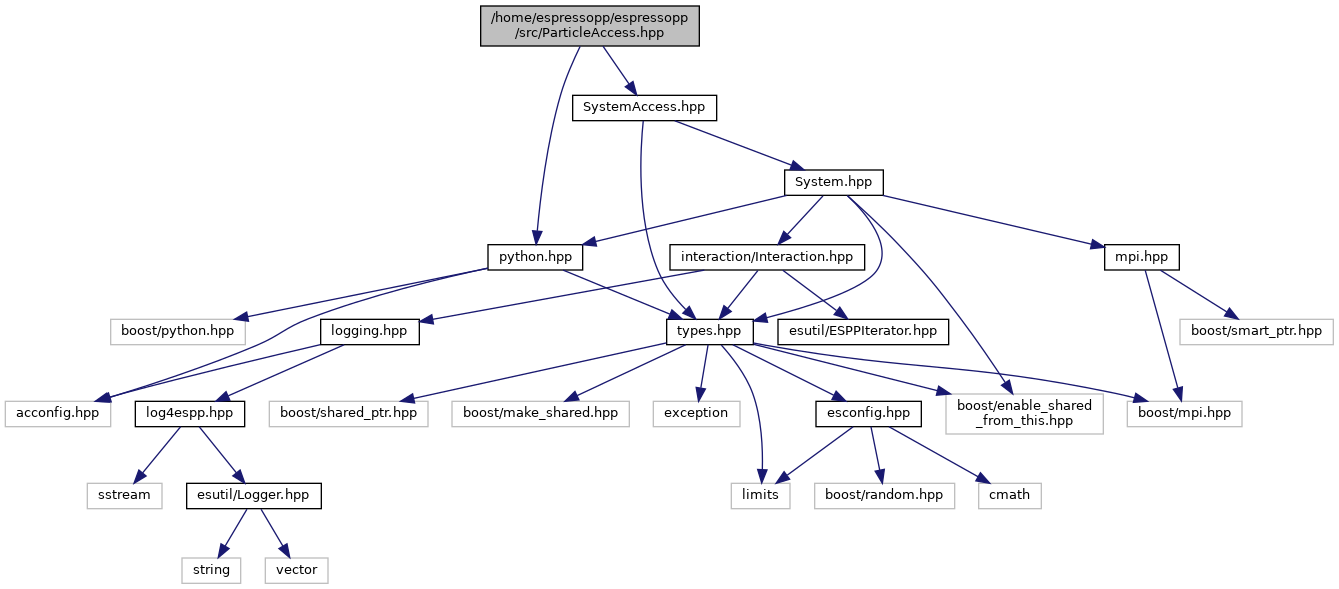 /home/espressopp/espressopp
/src/ParticleAccess.hpp
SystemAccess.hpp
System.hpp
python.hpp
interaction/Interaction.hpp
mpi.hpp
boost/python.hpp
logging.hpp
types.hpp
esutil/ESPPIterator.hpp
boost/smart_ptr.hpp
acconfig.hpp
log4espp.hpp
boost/shared_ptr.hpp
boost/make_shared.hpp
exception
esconfig.hpp
boost/enable_shared
_from_this.hpp
boost/mpi.hpp
sstream
esutil/Logger.hpp
limits
boost/random.hpp
cmath
string
vector